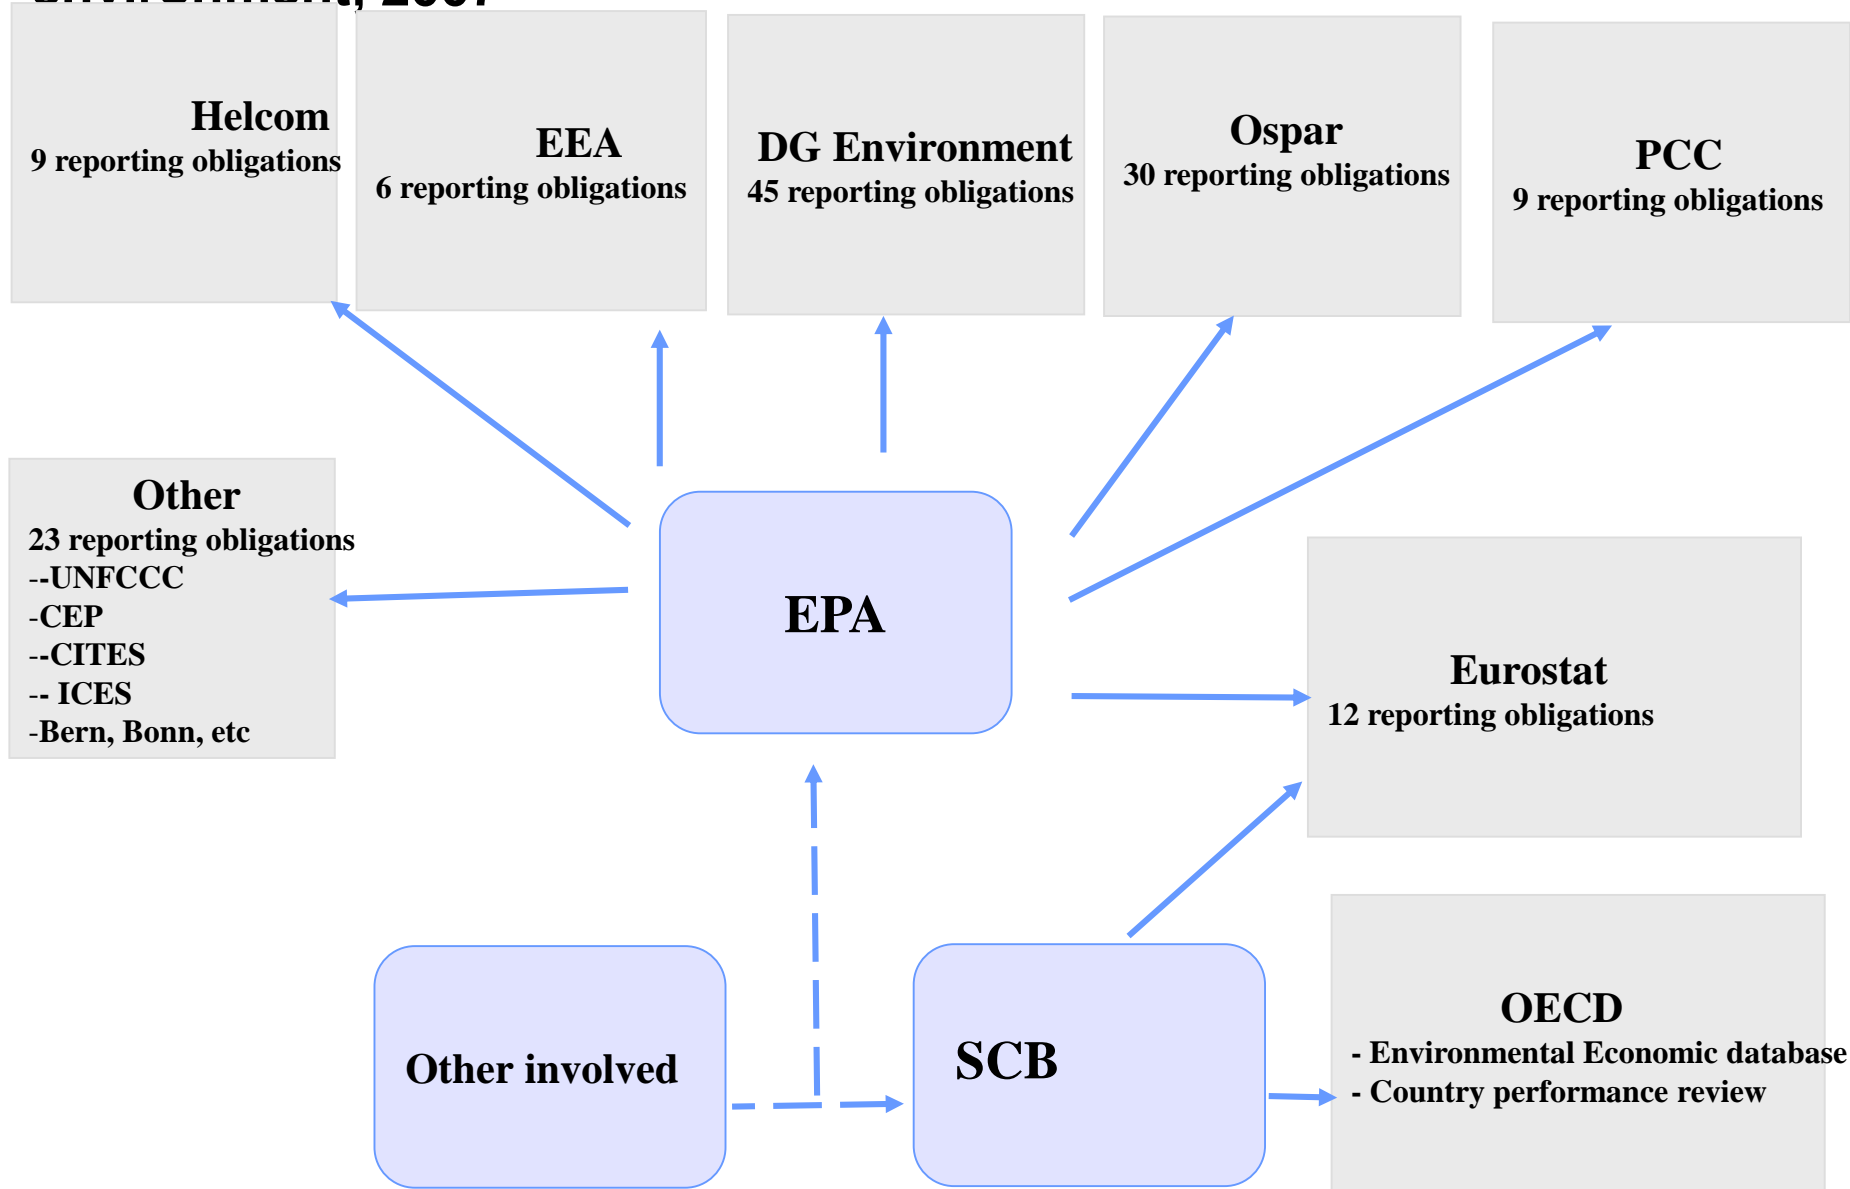 environment, 2007
Helcom
9 reporting obligations
EEA
6 reporting obligations
DG Environment
45 reporting obligations
Ospar
30 reporting obligations
PCC
9 reporting obligations
Other
23 reporting obligations
--UNFCCC
-CEP
--CITES
-- ICES
-Bern, Bonn, etc
EPA
Eurostat
12 reporting obligations
Other involved
SCB
OECD
- Environmental Economic database
- Country performance review